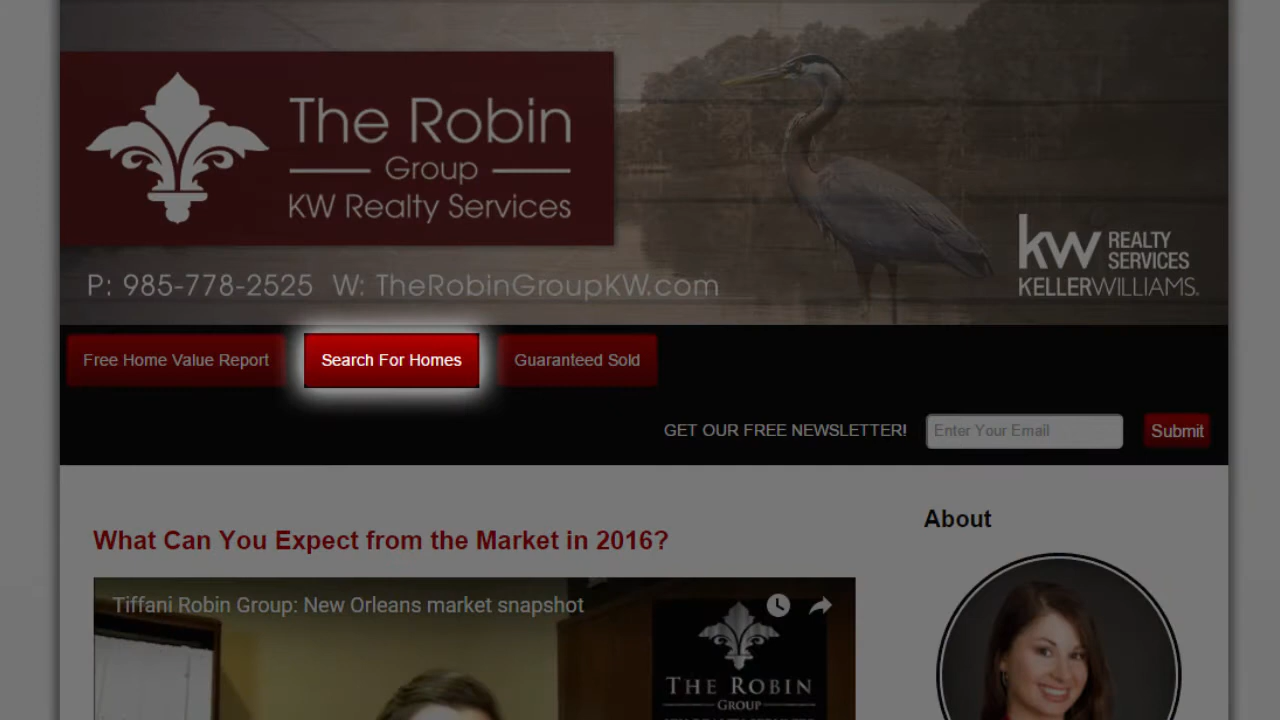 The Robin
Group
KW Realty Services
kw REALTY SERVICES
KELLERWILLIAMS.
P: 985-778-2525 W: TheRobinGroupKW.com
Free Home Value Report
Search For Homes
Guaranteed Sold
GET OUR FREE NEWSLETTER!
Enter Your Email
Submit
What Can You Expect from the Market in 2016?
About
Tiffani Robin Group: New Orleans market snapshot
THE ROBIN
GROUP